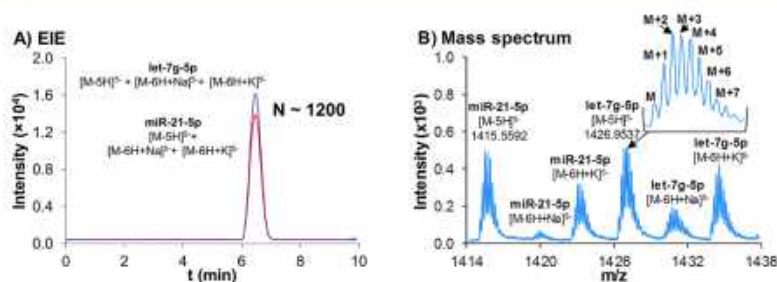 A) EIE
let-7g-5p
[M-5H]⁵⁻ + [M-6H+Na]⁵⁻ + [M-6H+K]⁵⁻
miR-21-5p
[M-5H]⁵⁻ +
[M-6H+Na]⁵⁻ + [M-6H+K]⁵⁻
N ~ 1200
Intensity (×10⁴)
2.0
1.6
1.2
0.8
0.4
0.0
0 2 4 6 8 10
t (min)
B) Mass spectrum
M M+1 M+2 M+3 M+4 M+5 M+6 M+7
miR-21-5p
[M-5H]⁵⁻
1415.5592
let-7g-5p
[M-5H]⁵⁻
1426.9537
miR-21-5p
[M-6H+K]⁵⁻
let-7g-5p
[M-5H+K]⁵⁻
miR-21-5p
[M-6H+Na]⁵⁻
let-7g-5p
[M-6H+Na]⁵⁻
Intensity (×10³)
1.0
0.8
0.6
0.4
0.2
0.0
1414 1420 1426 1432 1438
m/z